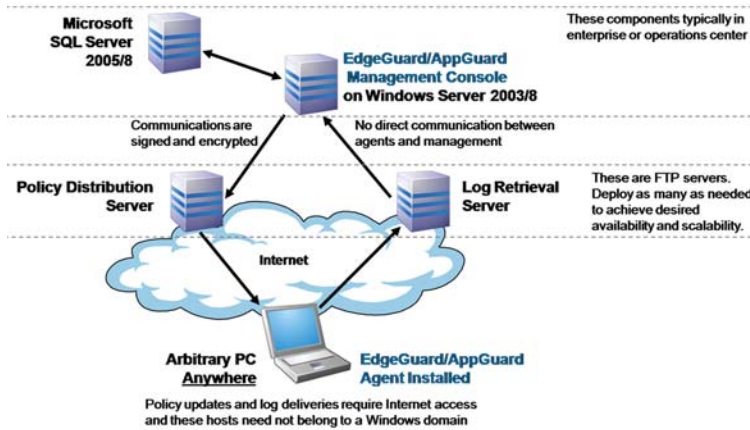 Microsoft
SQL Server
2005/8
These components typically in
enterprise or operations center
EdgeGuard/AppGuard
Management Console
on Windows Server 2003/8
Communications are
signed and encrypted
No direct communication between
agents and management
Policy Distribution
Server
Log Retrieval
Server
These are FTP servers.
Deploy as many as needed
to achieve desired
availability and scalability.
Internet
Arbitrary PC
Anywhere
EdgeGuard/AppGuard
Agent Installed
Policy updates and log deliveries require Internet access
and these hosts need not belong to a Windows domain